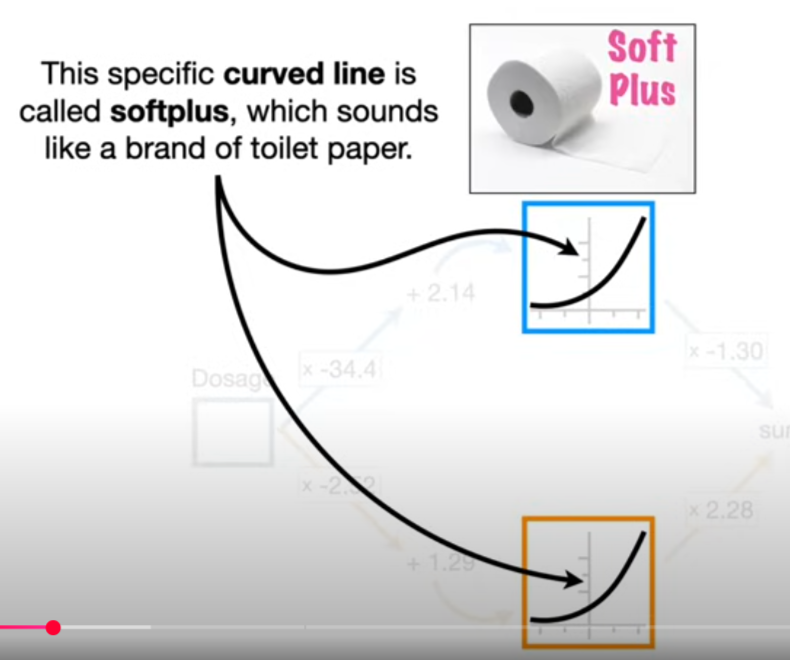 This specific curved line is
called softplus, which sounds
like a brand of toilet paper.
Soft
Plus
+ 2.14
x -34.4
x -1.30
Dosage
x -2.52
x 2.28
+ 1.29